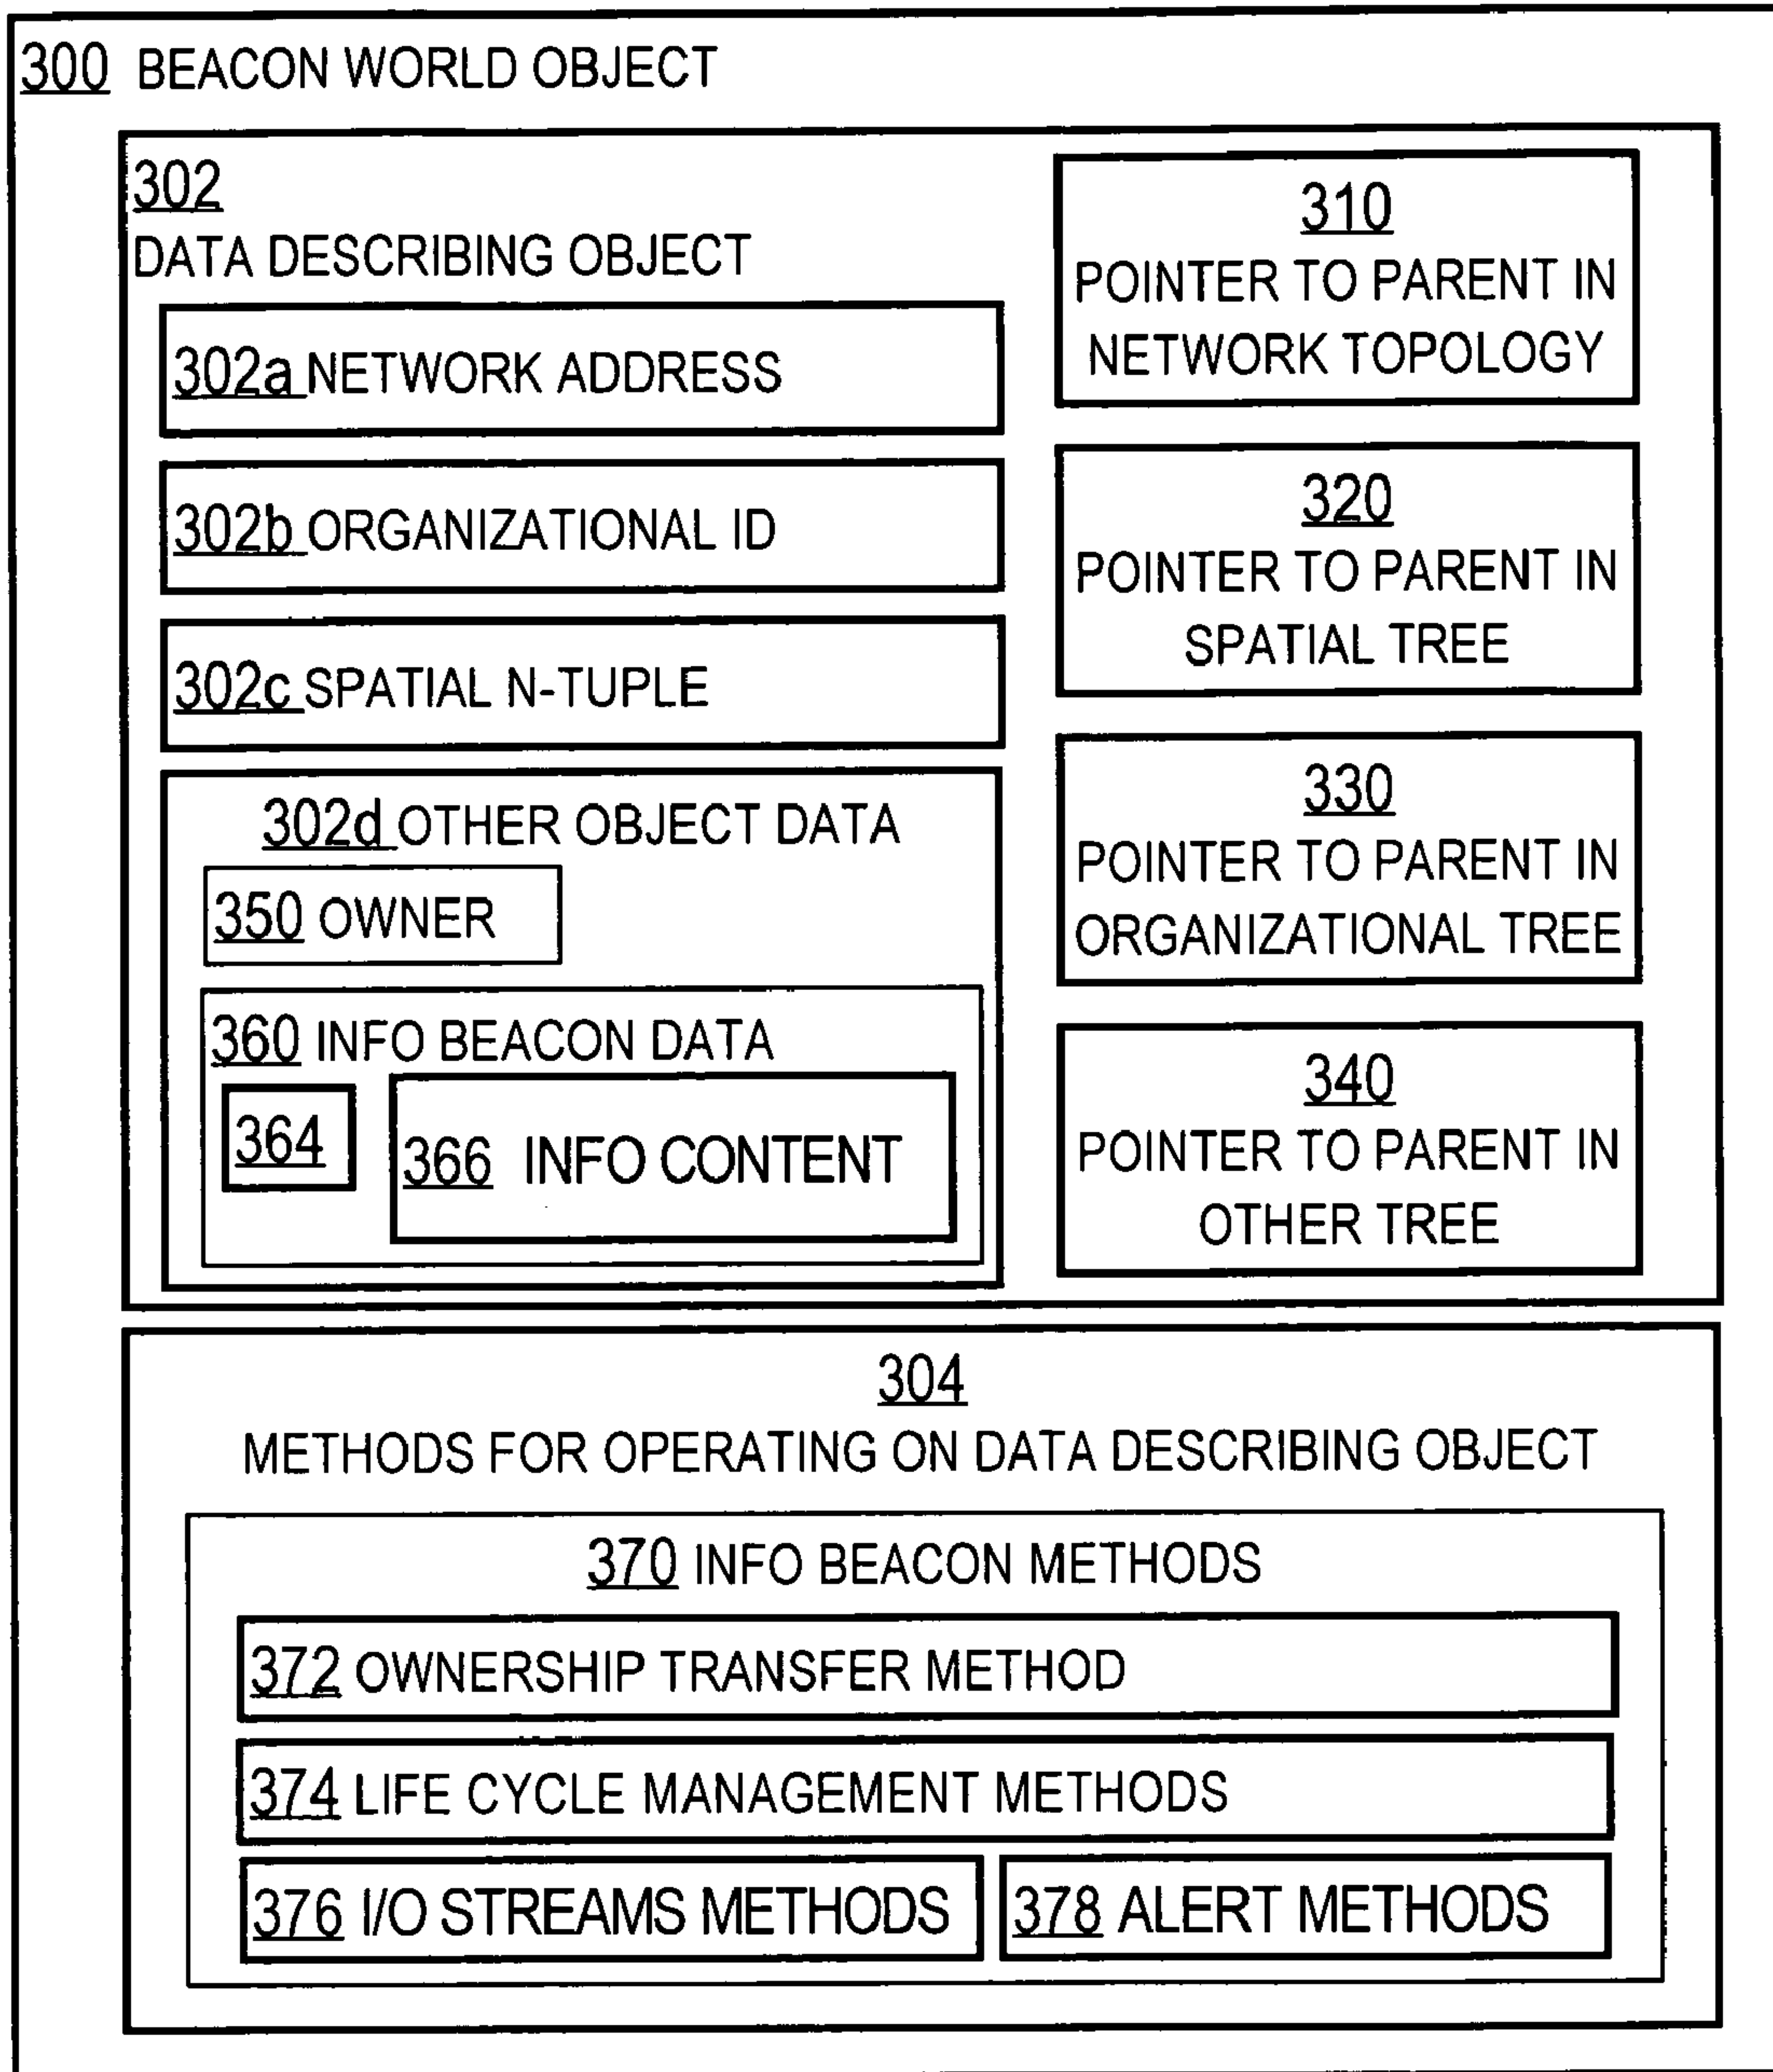 300 BEACON WORLD OBJECT
302
DATA DESCRIBING OBJECT
302a NETWORK ADDRESS
302b ORGANIZATIONAL ID
302c SPATIAL N-TUPLE
302d OTHER OBJECT DATA
350 OWNER
360 INFO BEACON DATA
364
366 INFO CONTENT
310
POINTER TO PARENT IN
NETWORK TOPOLOGY
320
POINTER TO PARENT IN
SPATIAL TREE
330
POINTER TO PARENT IN
ORGANIZATIONAL TREE
340
POINTER TO PARENT IN
OTHER TREE
304
METHODS FOR OPERATING ON DATA DESCRIBING OBJECT
370 INFO BEACON METHODS
372 OWNERSHIP TRANSFER METHOD
374 LIFE CYCLE MANAGEMENT METHODS
376 I/O STREAMS METHODS
378 ALERT METHODS